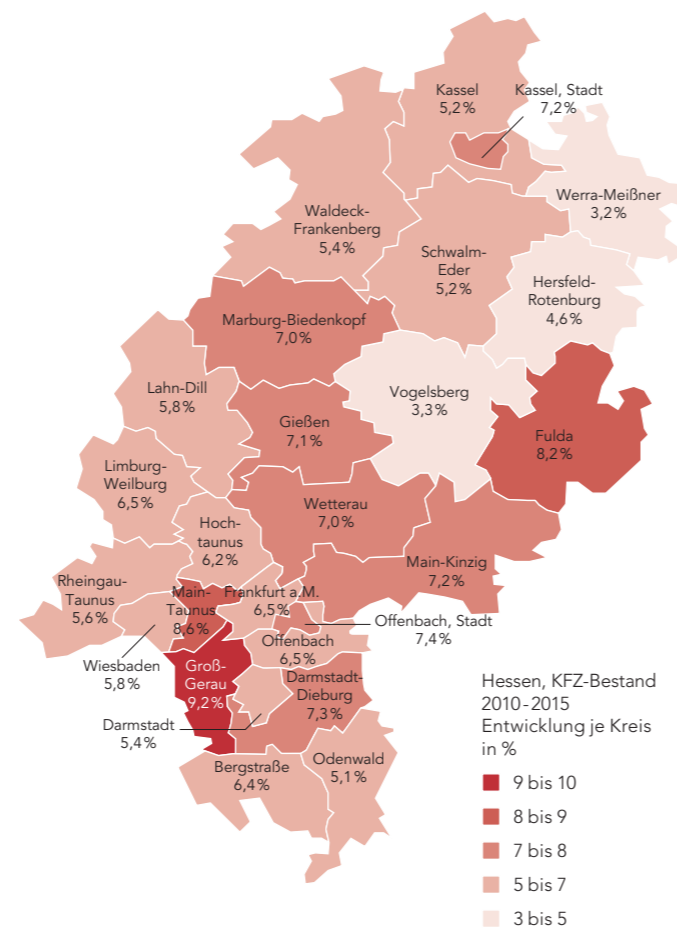 Kassel
5,2%
Kassel, Stadt
7,2%
Werra-Meißner
3,2%
Waldeck-
Frankenberg
5,4%
Schwalm-
Eder
5,2%
Hersfeld-
Rotenburg
4,6%
Marburg-Biedenkopf
7,0%
Lahn-Dill
5,8%
Vogelsberg
3,3%
Gießen
7,1%
Fulda
8,2%
Limburg-
Weilburg
6,5%
Wetterau
7,0%
Hoch-
taunus
6,2%
Main-Kinzig
7,2%
Rheingau-
Taunus
5,6%
Main-
Taunus
8,6%
Frankfurt a.M.
6,5%
Offenbach, Stadt
7,4%
Offenbach
6,5%
Wiesbaden
5,8%
Groß-
Gerau
9,2%
Darmstadt-
Dieburg
7,3%
Darmstadt
5,4%
Bergstraße
6,4%
Odenwald
5,1%
Hessen, KFZ-Bestand
2010-2015
Entwicklung je Kreis
in %
9 bis 10
8 bis 9
7 bis 8
5 bis 7
3 bis 5